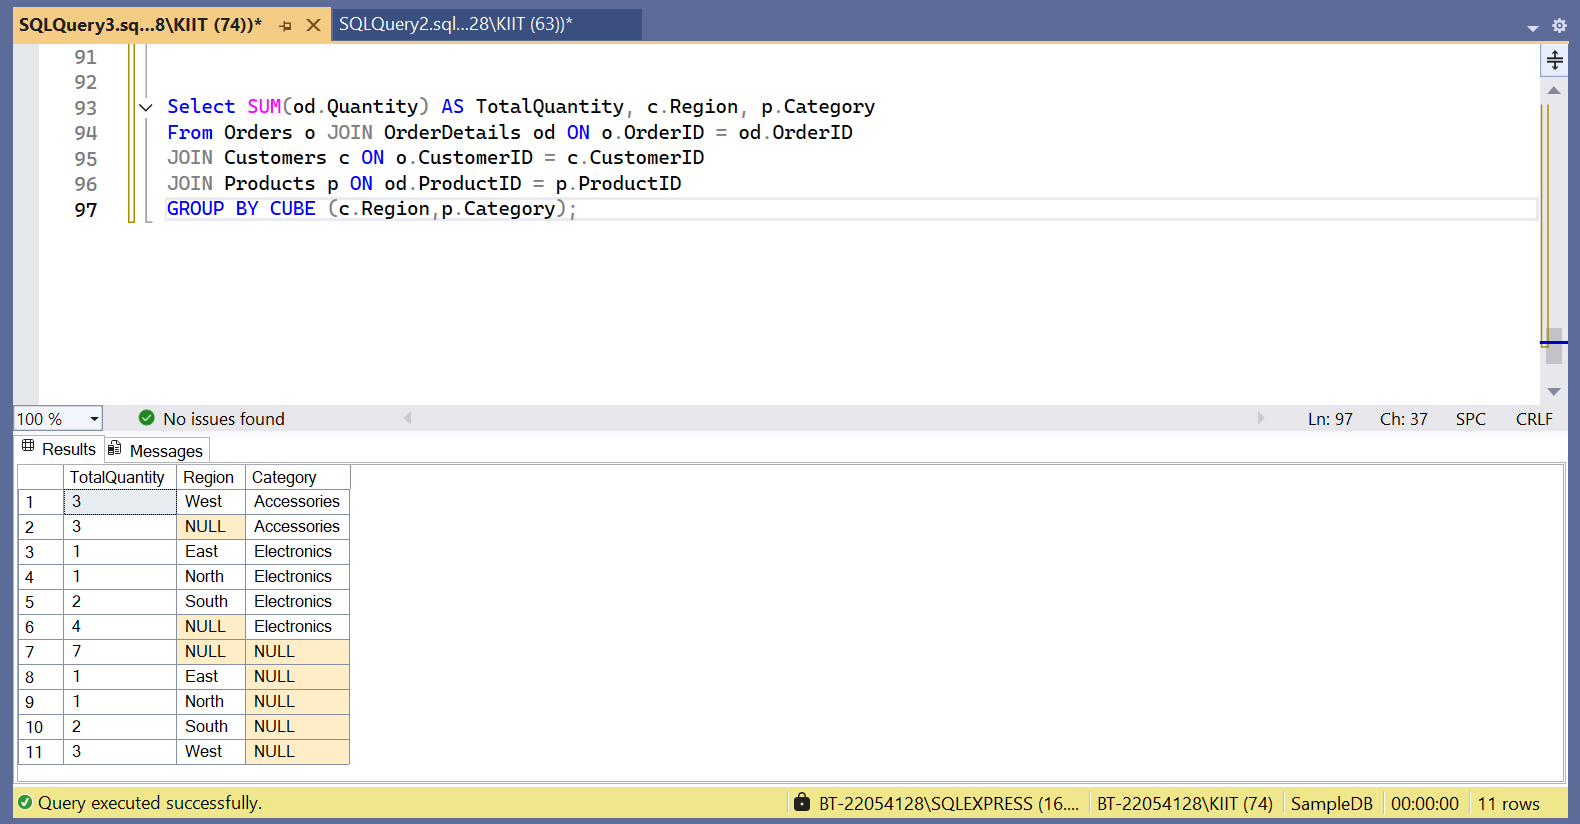 SQLQuery3.sq...8\KIIT (74))* SQLQuery2.sql...28\KIIT (63))*
91
92
93 Select SUM(od.Quantity) AS TotalQuantity, c.Region, p.Category
94 From Orders o JOIN OrderDetails od ON o.OrderID = od.OrderID
95 JOIN Customers c ON o.CustomerID = c.CustomerID
96 JOIN Products p ON od.ProductID = p.ProductID
97 GROUP BY CUBE (c.Region,p.Category);
100 % No issues found Ln: 97 Ch: 37 SPC CRLF
Results Messages
TotalQuantity Region Category
1 3 West Accessories
2 3 NULL Accessories
3 1 East Electronics
4 1 North Electronics
5 2 South Electronics
6 4 NULL Electronics
7 7 NULL NULL
8 1 East NULL
9 1 North NULL
10 2 South NULL
11 3 West NULL
Query executed successfully. BT-22054128\SQLEXPRESS (16.... BT-22054128\KIIT (74) SampleDB 00:00:00 11 rows